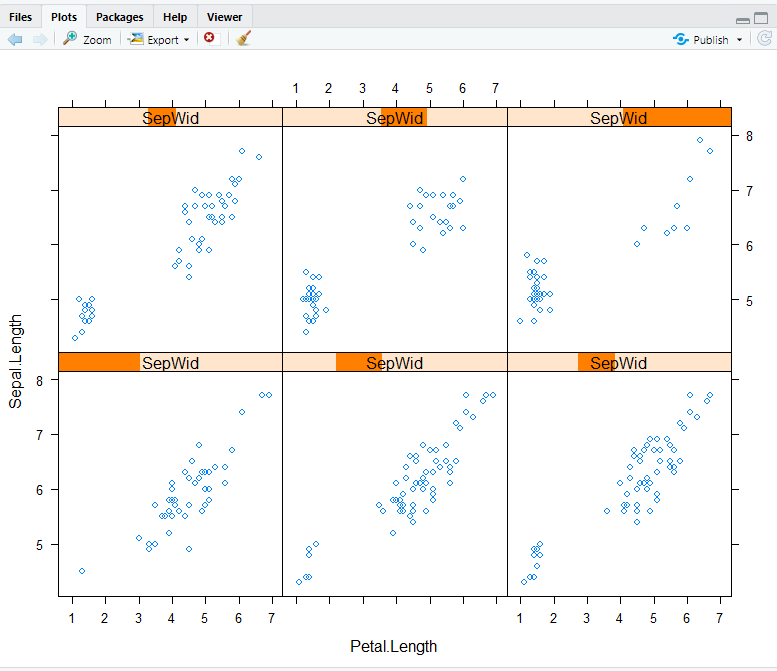 Files Plots Packages Help Viewer
Zoom Export Publish
1 2 3 4 5 6 7
SepWid SepWid SepWid
8
7
6
5
SepWid SepWid SepWid
8
7
6
5
Sepal.Length
1 2 3 4 5 6 7 1 2 3 4 5 6 7
Petal.Length